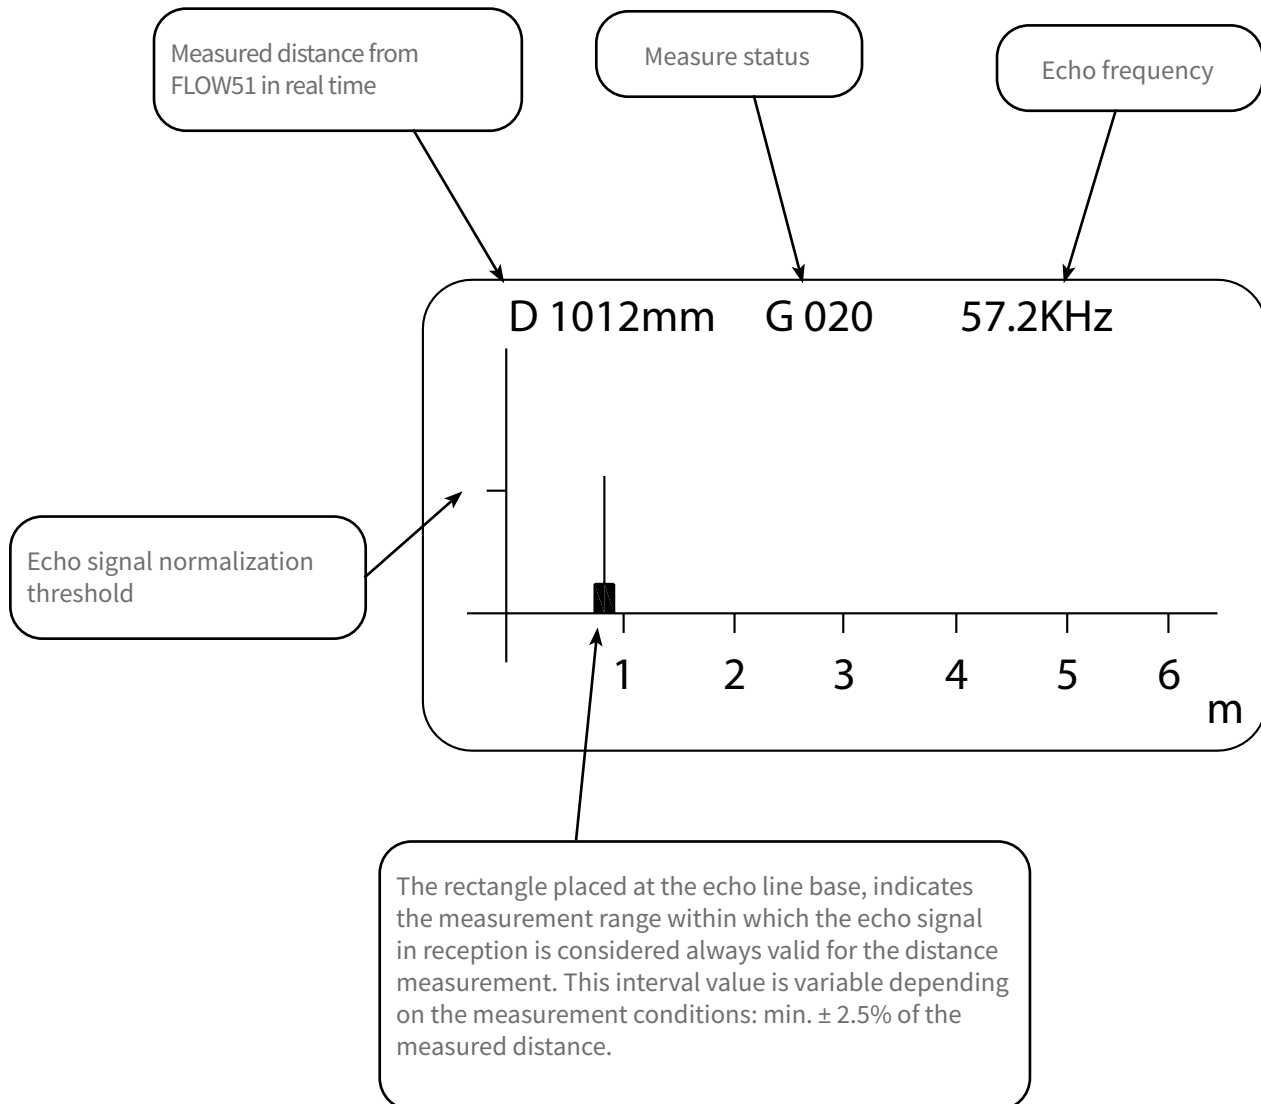 Measured distance from
FLOW51 in real time
Measure status
Echo frequency
D 1012mm G 020 57.2KHz
Echo signal normalization
threshold
1 2 3 4 5 6
m
The rectangle placed at the echo line base, indicates
the measurement range within which the echo signal
in reception is considered always valid for the distance
measurement. This interval value is variable depending
on the measurement conditions: min. ± 2.5% of the
measured distance.